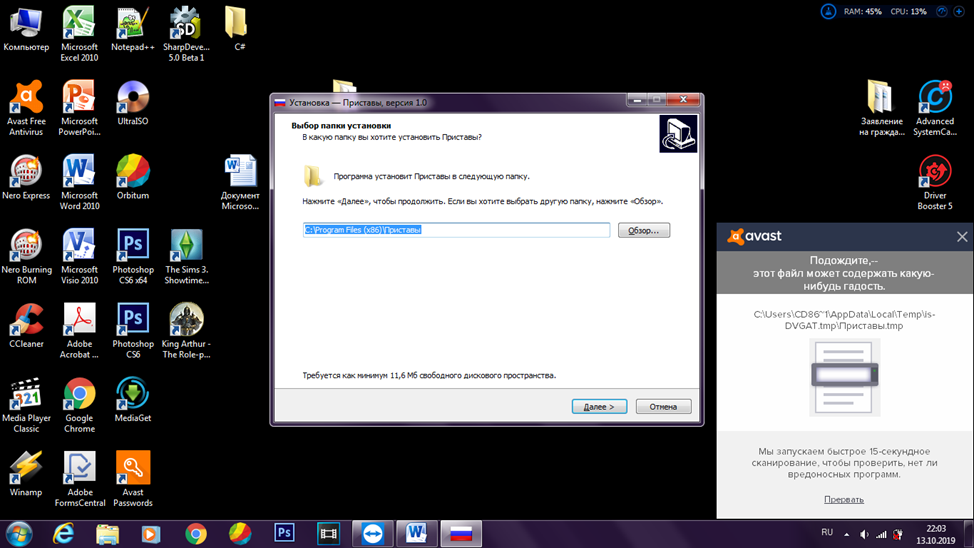 RAM: 45% CPU: 13%
Компьютер
Microsoft
Excel 2010
Notepad++
SharpDeve...
5.0 Beta 1
C#
Avast Free
Antivirus
Microsoft
PowerPoi...
UltraISO
Nero Express
Microsoft
Word 2010
Orbitum
Документ
Microso...
Nero Burning
ROM
Microsoft
Visio 2010
Photoshop
CS6 x64
The Sims 3.
Showtime...
CCleaner
Adobe
Acrobat ...
Photoshop
CS6
King Arthur -
The Role-p...
Media Player
Classic
Google
Chrome
MediaGet
Winamp
Adobe
FormsCentral
Avast
Passwords
Заявление
на гражда...
Advanced
SystemCa...
Driver
Booster 5
Установка — Приставы, версия 1.0
Выбор папки установки
В какую папку вы хотите установить Приставы?
Программа установит Приставы в следующую папку.
Нажмите «Далее», чтобы продолжить. Если вы хотите выбрать другую папку, нажмите «Обзор».
C:\Program Files (x86)\Приставы
Обзор...
Требуется как минимум 11,6 Мб свободного дискового пространства.
Далее >
Отмена
avast
Подождите,--
этот файл может содержать какую-
нибудь гадость.
C:\Users\CD86~1\AppData\Local\Temp\is-
DVGAT.tmp\Приставы.tmp
Мы запускаем быстрое 15-секундное
сканирование, чтобы проверить, нет ли
вредоносных программ.
Прервать
RU
22:03
13.10.2019